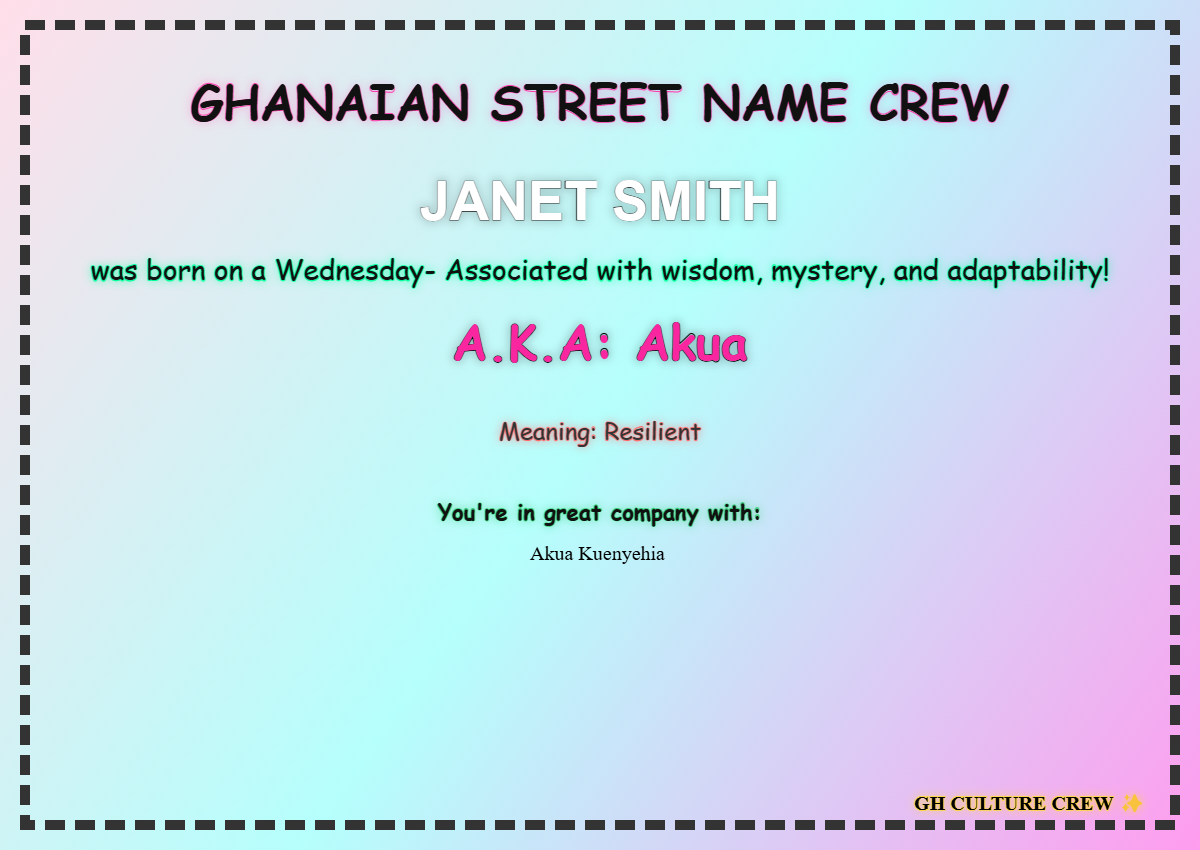 GHANAIAN STREET NAME CREW
JANET SMITH
was born on a Wednesday- Associated with wisdom, mystery, and adaptability!
A.K.A: Akua
Meaning: Resilient
You're in great company with:
Akua Kuenyehia
GH CULTURE CREW ✨